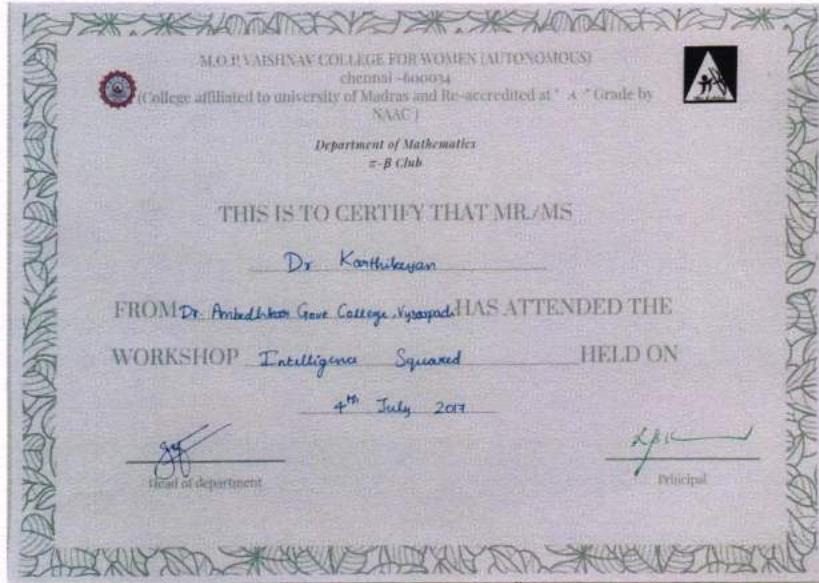 M.O.P. VAISHNAV COLLEGE FOR WOMEN (AUTONOMOUS)
chennai -600034
(College affiliated to university of Madras and Re-accredited at " A " Grade by
NAAC )
Department of Mathematics
π-β Club
THIS IS TO CERTIFY THAT MR./MS
Dr Karthikeyan
FROM Dr. Ambedhkar Govt College, Vysarpadi HAS ATTENDED THE
WORKSHOP Intelligence Squared HELD ON
4th July 2017
Head of department
Principal